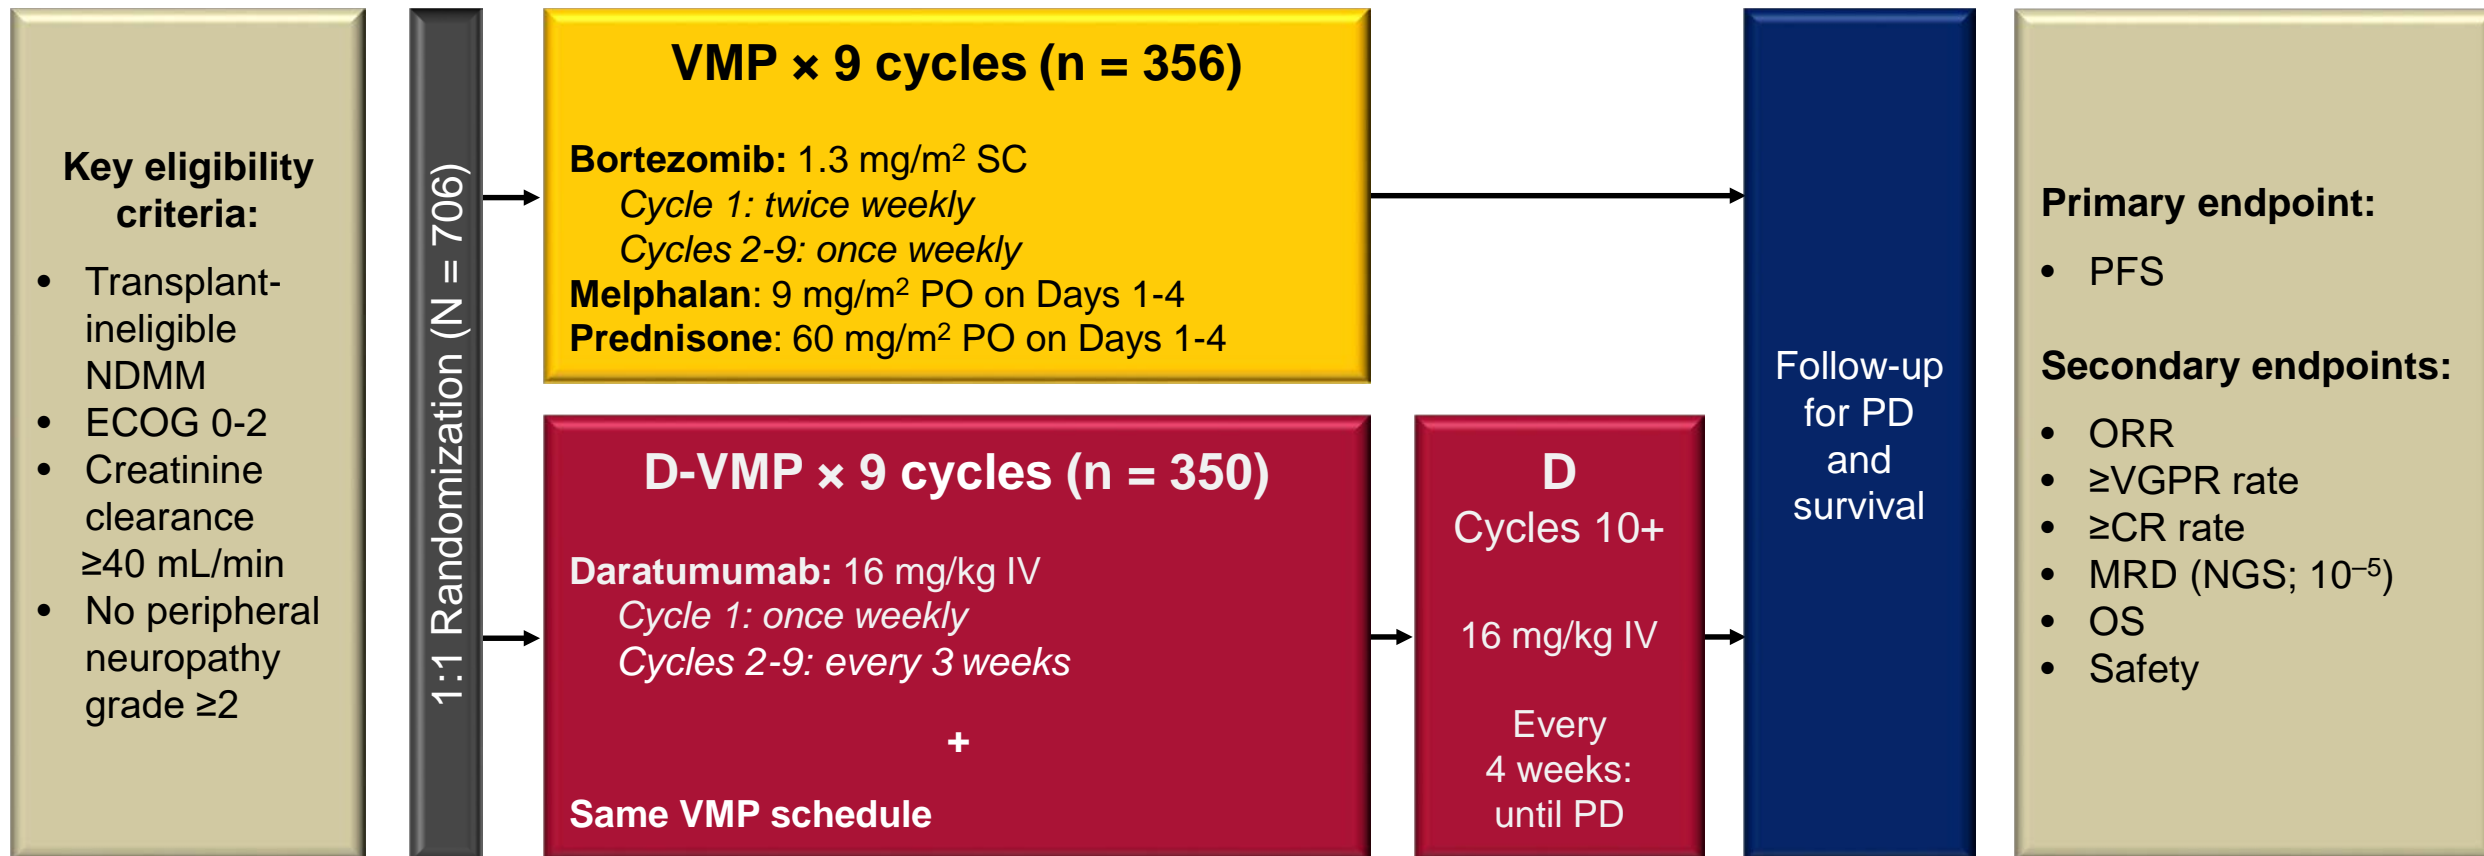 Key eligibility
criteria:
• Transplant-
ineligible
NDMM
• ECOG 0-2
• Creatinine
clearance
≥40 mL/min
• No peripheral
neuropathy
grade ≥2
1:1 Randomization (N = 706)
VMP × 9 cycles (n = 356)
Bortezomib: 1.3 mg/m² SC
Cycle 1: twice weekly
Cycles 2-9: once weekly
Melphalan: 9 mg/m² PO on Days 1-4
Prednisone: 60 mg/m² PO on Days 1-4
D-VMP × 9 cycles (n = 350)
Daratumumab: 16 mg/kg IV
Cycle 1: once weekly
Cycles 2-9: every 3 weeks
+
Same VMP schedule
D
Cycles 10+
16 mg/kg IV
Every
4 weeks:
until PD
Follow-up
for PD
and
survival
Primary endpoint:
• PFS
Secondary endpoints:
• ORR
• ≥VGPR rate
• ≥CR rate
• MRD (NGS; 10⁻⁵)
• OS
• Safety